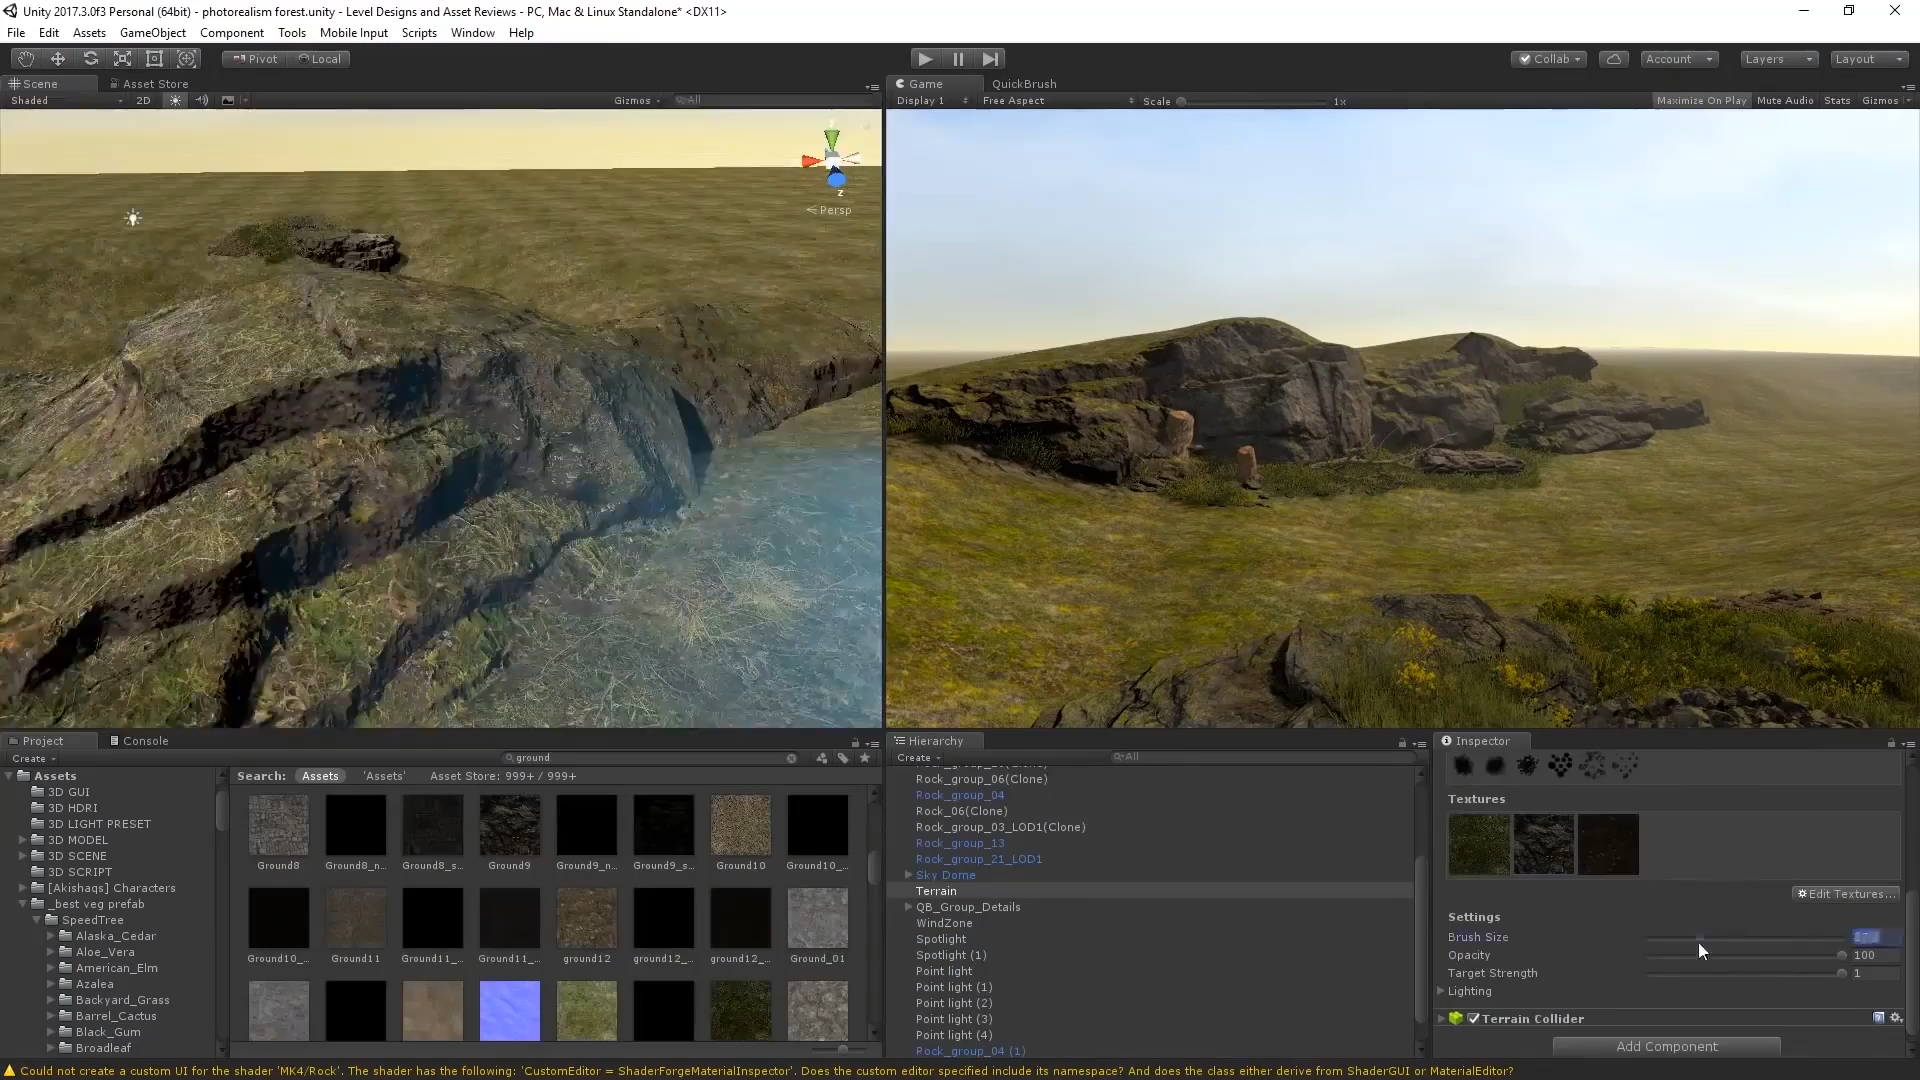 Unity 2017.3.0f3 Personal (64bit) - photorealism forest.unity - Level Designs and Asset Reviews - PC, Mac & Linux Standalone* <DX11>
File Edit Assets GameObject Component Tools Mobile Input Scripts Window Help
Pivot Local Collab Account Layers Layout
Scene Asset Store
Shaded 2D Gizmos All
z
Persp
Game QuickBrush
Display 1 Free Aspect Scale 1x Maximize On Play Mute Audio Stats Gizmos
Project Console
Create ground
Assets
3D GUI
3D HDRI
3D LIGHT PRESET
3D MODEL
3D SCENE
3D SCRIPT
[Akishaqs] Characters
_best veg prefab
SpeedTree
Alaska_Cedar
Aloe_Vera
American_Elm
Azalea
Backyard_Grass
Barrel_Cactus
Black_Gum
Broadleaf
Search: Assets 'Assets' Asset Store: 999+ / 999+
Ground8 Ground8_n... Ground8_s... Ground9 Ground9_n... Ground9_s... Ground10 Ground10_...
Ground10_... Ground11 Ground11_... Ground11_... ground12 ground12_... ground12_... Ground_01
Hierarchy
Create All
Rock_group_06(Clone)
Rock_group_04
Rock_06(Clone)
Rock_group_03_LOD1(Clone)
Rock_group_13
Rock_group_21_LOD1
Sky Dome
Terrain
QB_Group_Details
WindZone
Spotlight
Spotlight (1)
Point light
Point light (1)
Point light (2)
Point light (3)
Point light (4)
Rock_group_04 (1)
Inspector
Textures
Edit Textures...
Settings
Brush Size
Opacity 100
Target Strength 1
Lighting
Terrain Collider
Add Component
Could not create a custom UI for the shader 'MK4/Rock'. The shader has the following: 'CustomEditor = ShaderForgeMaterialInspector'. Does the custom editor specified include its namespace? And does the class either derive from ShaderGUI or MaterialEditor?